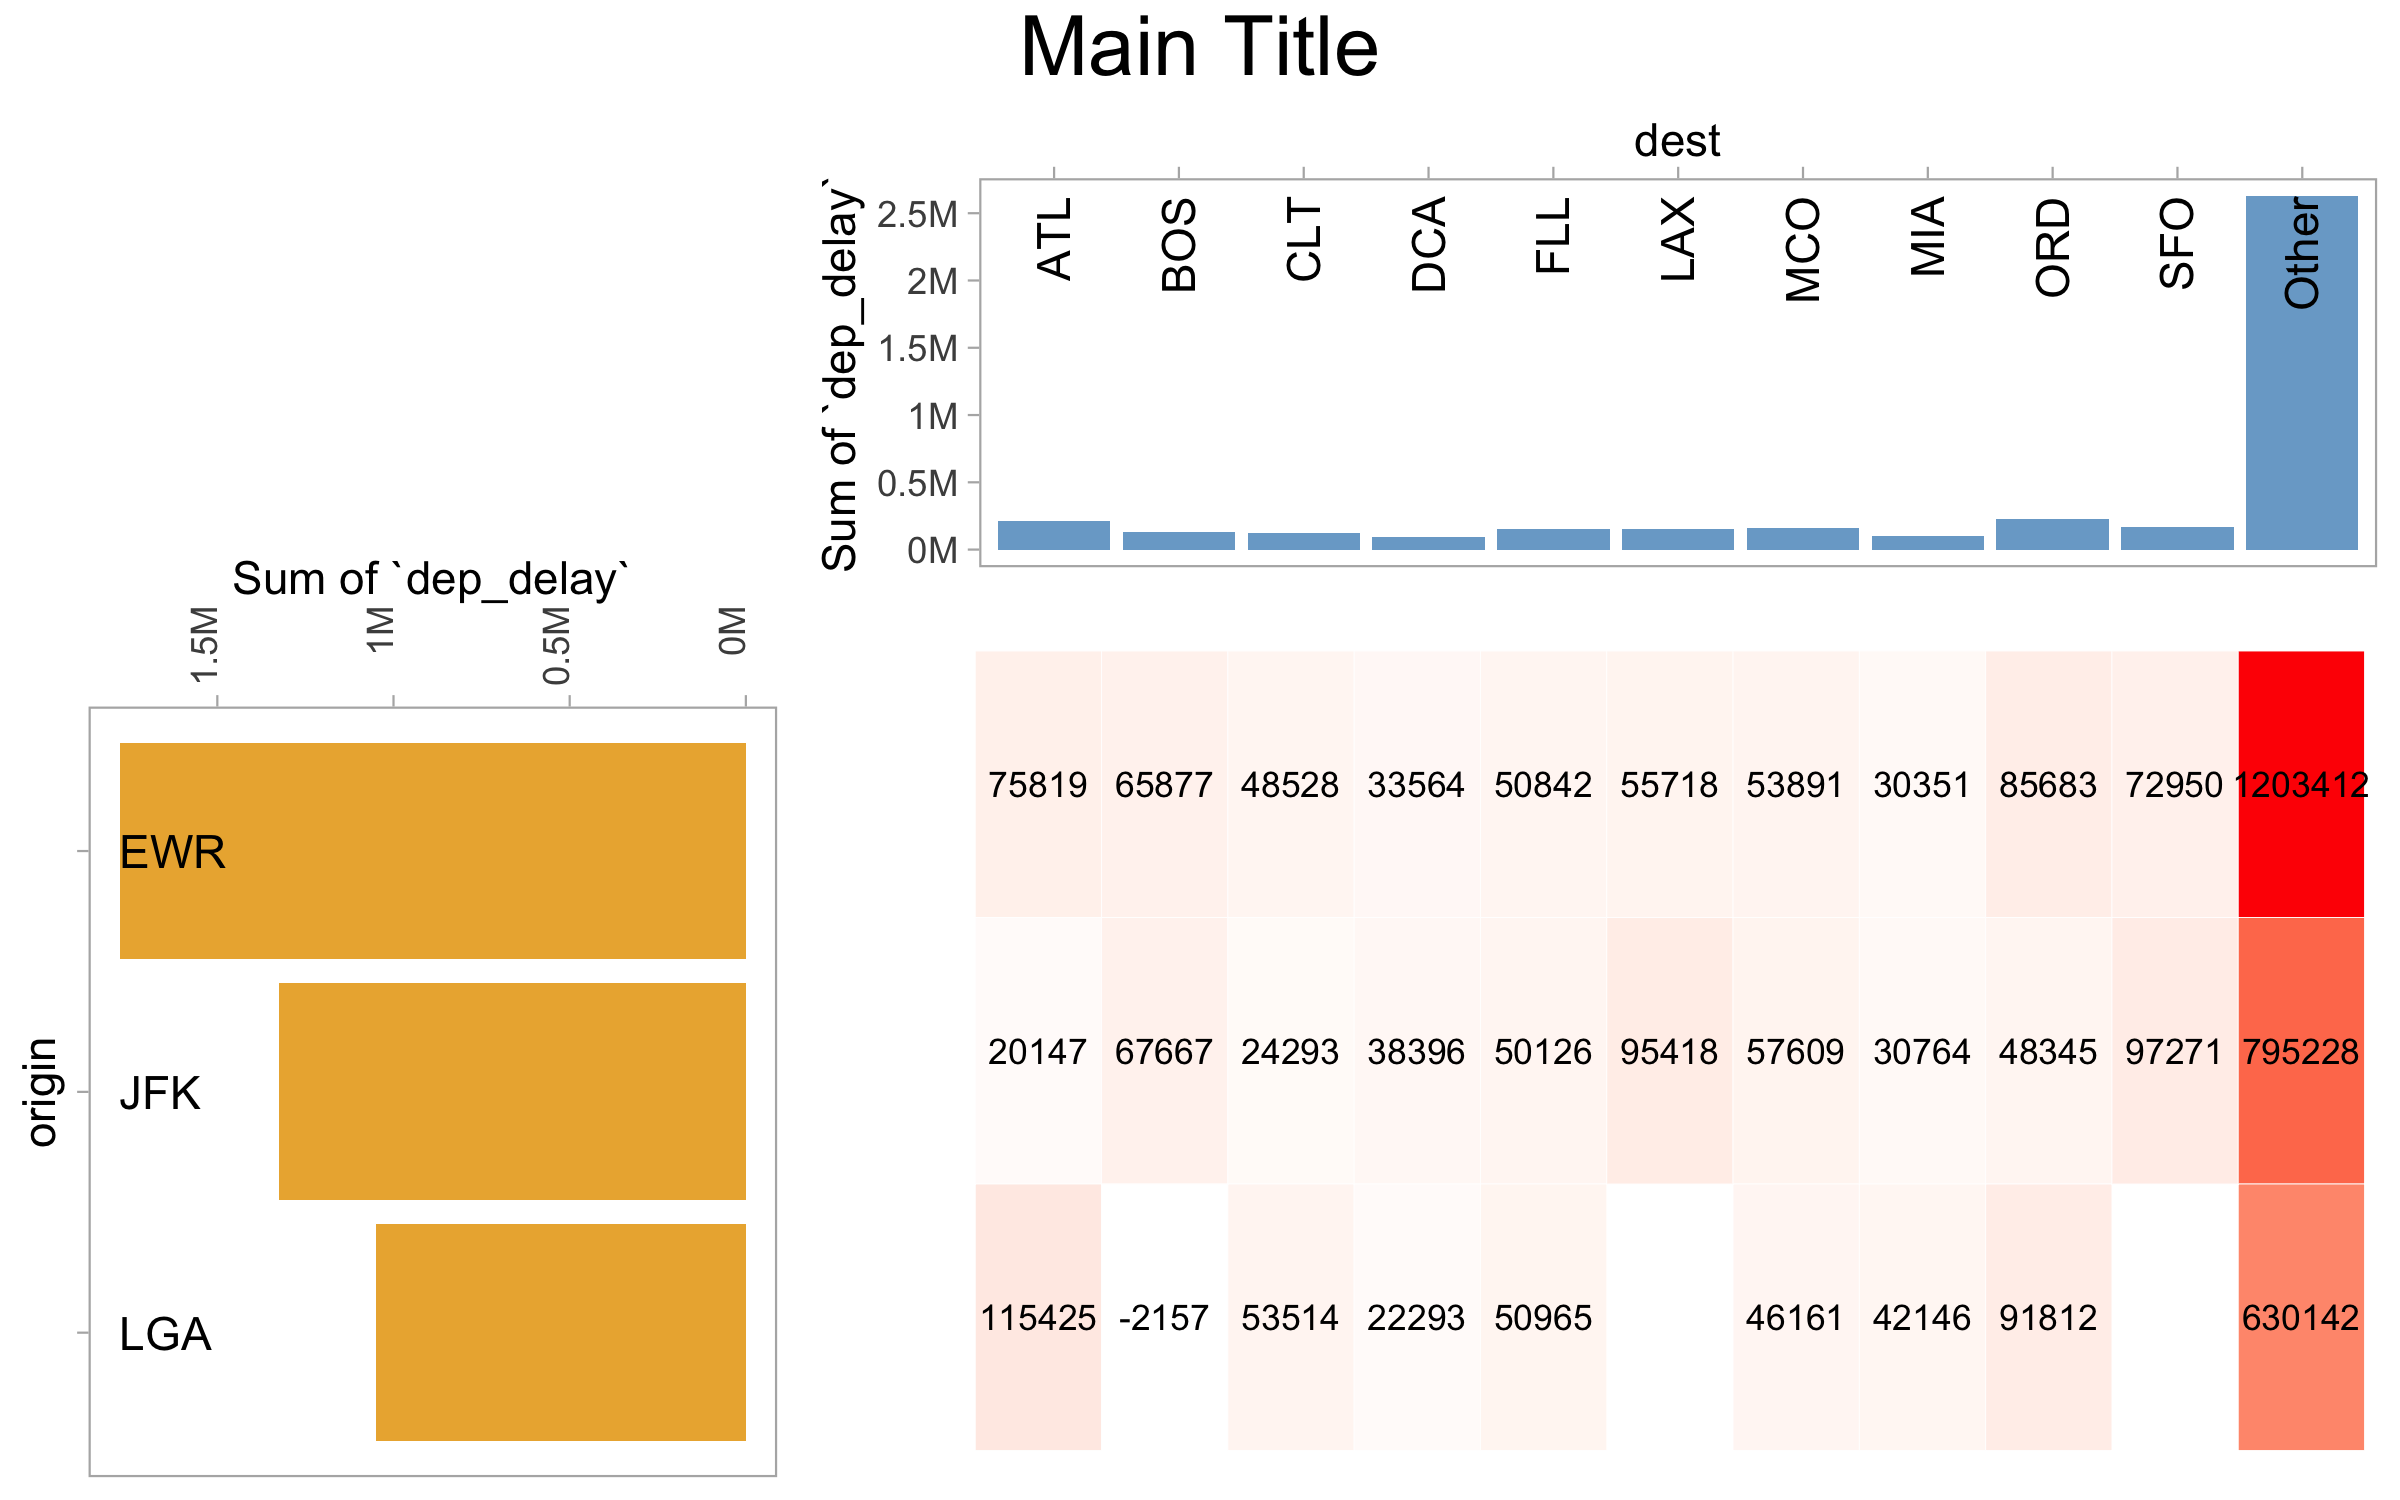 Main Title
dest
Sum of `dep_delay`
2.5M
2M
1.5M
1M
0.5M
0M
ATL BOS CLT DCA FLL LAX MCO MIA ORD SFO Other
Sum of `dep_delay`
1.5M 1M 0.5M 0M
origin
EWR
JFK
LGA
75819 65877 48528 33564 50842 55718 53891 30351 85683 72950 1203412
20147 67667 24293 38396 50126 95418 57609 30764 48345 97271 795228
115425 -2157 53514 22293 50965 46161 42146 91812 630142